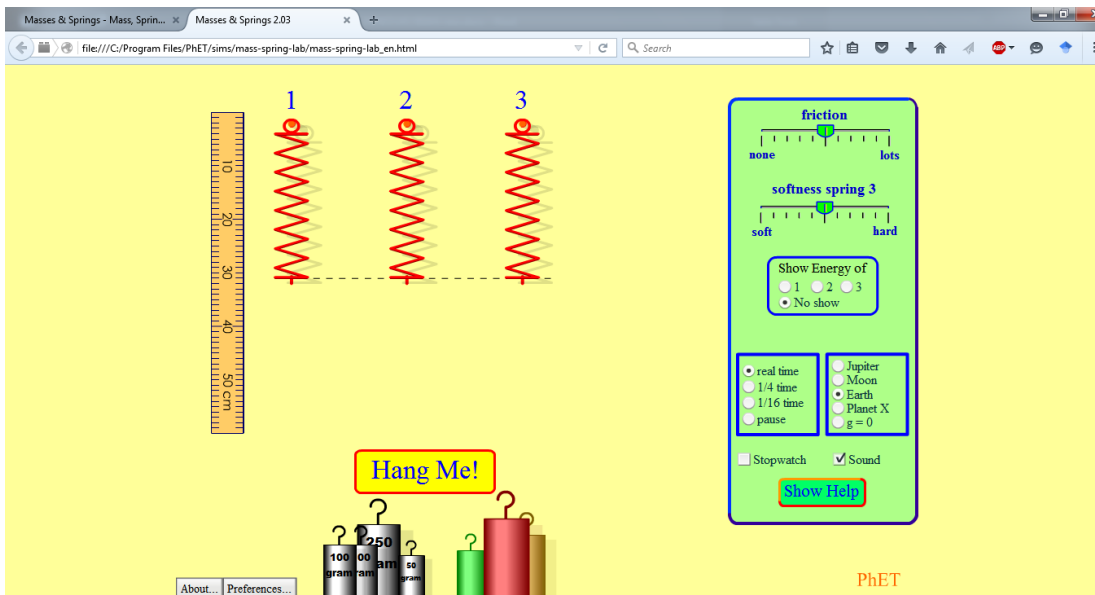 Masses & Springs - Mass, Sprin...
Masses & Springs 2.03
file:///C:/Program Files/PhET/sims/mass-spring-lab/mass-spring-lab_en.html
Search
ABP
1 2 3
10
20
30
40
50 cm
friction
none lots
softness spring 3
soft hard
Show Energy of
1 2 3
No show
real time
1/4 time
1/16 time
pause
Jupiter
Moon
Earth
Planet X
g = 0
Stopwatch Sound
Show Help
Hang Me!
250
100
gram
50
gram
About... Preferences...
PhET